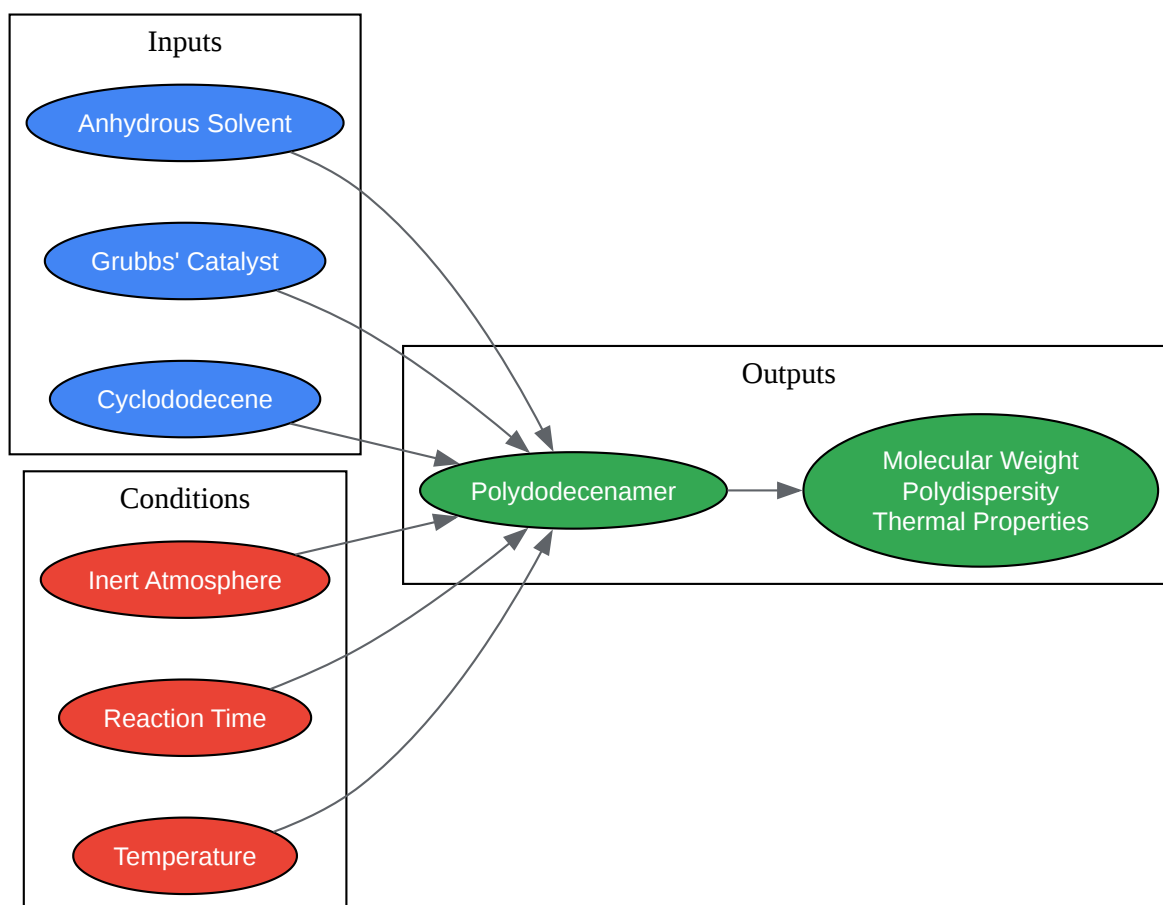 Inputs
Anhydrous Solvent
Grubbs' Catalyst
Cyclododecene
Conditions
Inert Atmosphere
Reaction Time
Temperature
Outputs
Polydodecenamer
Molecular Weight
Polydispersity
Thermal Properties